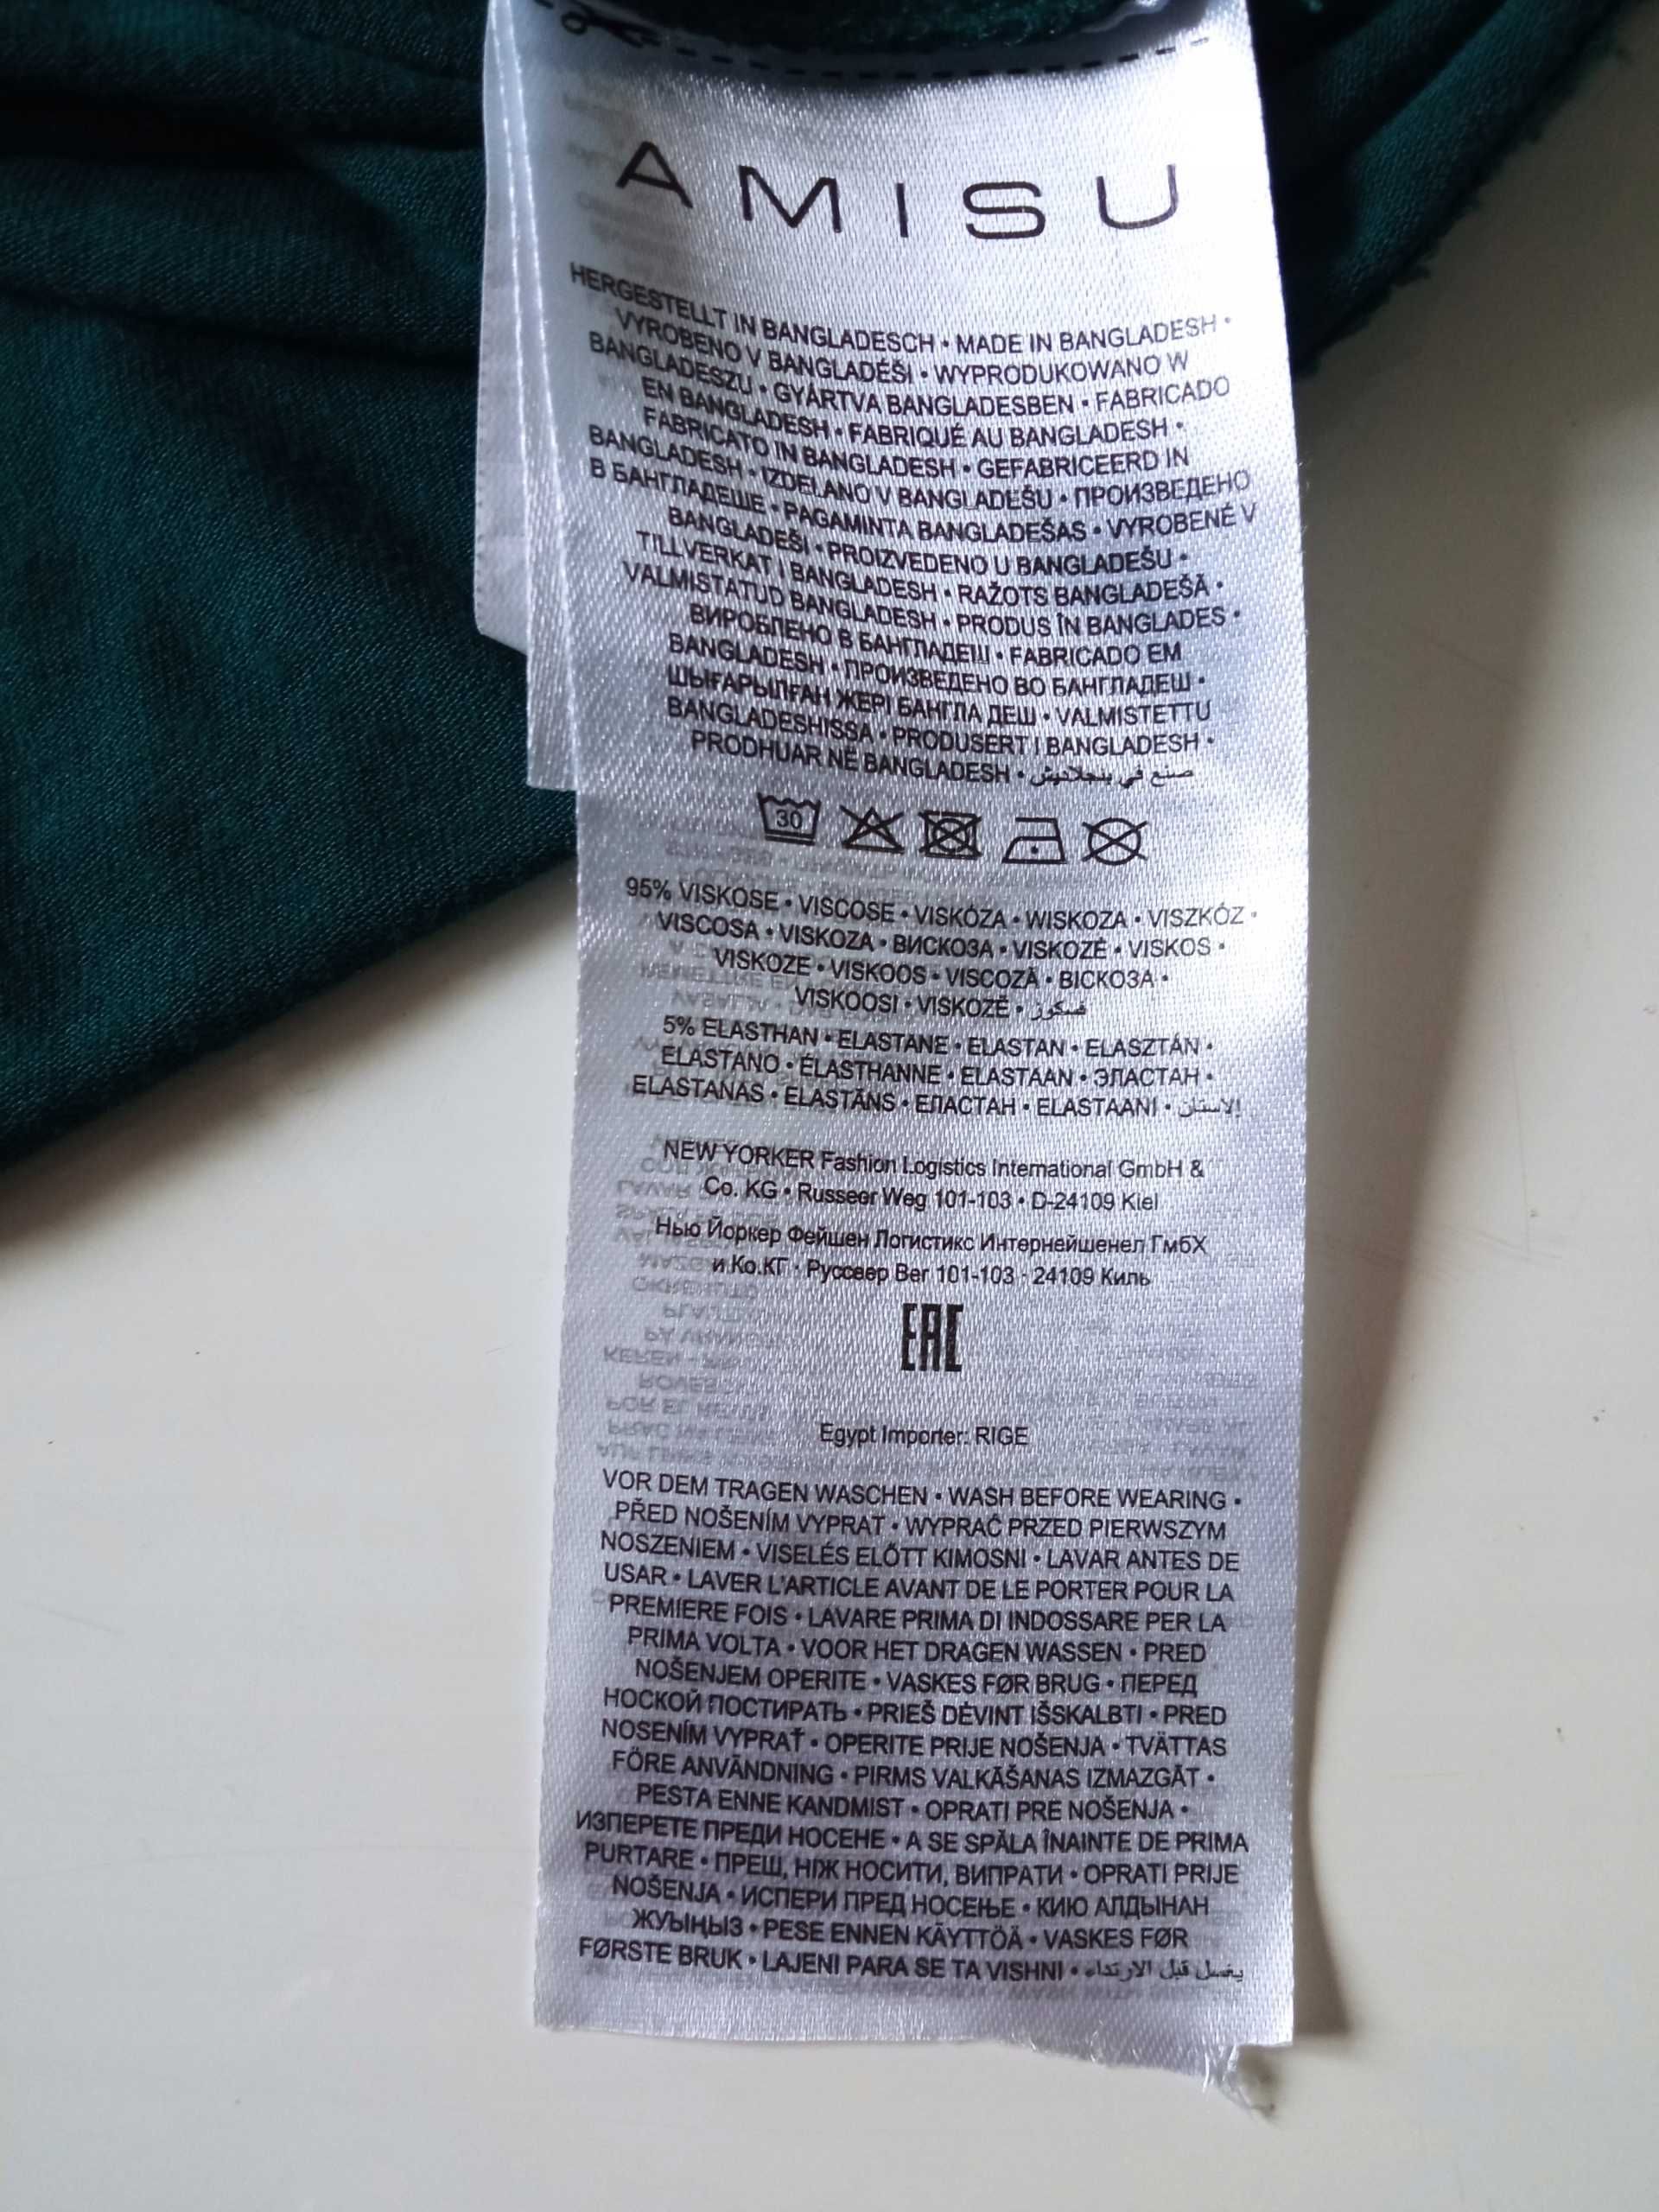 AMISU
HERGESTELLT IN BANGLADESCH • MADE IN BANGLADESH •
VYROBENO V BANGLADÉŠI • WYPRODUKOWANO W
BANGLADESZU • GYÁRTVA BANGLADESBEN • FABRICADO
EN BANGLADESH • FABRIQUÉ AU BANGLADESH •
FABRICATO IN BANGLADESH • GEFABRICEERD IN
BANGLADESH • IZDELANO V BANGLADEŠU • ПРОИЗВЕДЕНО
В БАНГЛАДЕШЕ • PAGAMINTA BANGLADEŠAS • VYROBENÉ V
BANGLADEŠI • PROIZVEDENO U BANGLADEŠU •
TILLVERKAT I BANGLADESH • RAŽOTS BANGLADEŠĀ •
VALMISTATUD BANGLADESH • PRODUS ÎN BANGLADES •
ВИРОБЛЕНО В БАНГЛАДЕШ • FABRICADO EM
BANGLADESH • ПРОИЗВЕДЕНО ВО БАНГЛАДЕШ •
ШЫҒАРЫЛҒАН ЖЕРІ БАНГЛА ДЕШ • VALMISTETTU
BANGLADESHISSA • PRODUSERT I BANGLADESH •
PRODHUAR NË BANGLADESH • صنع في بنجلاديش
30
95% VISKOSE • VISCOSE • VISKÓZA • WISKOZA • VISZKÓZ •
VISCOSA • VISKOZA • ВИСКОЗА • VISKOZĖ • VISKOS •
VISKOZE • VISKOOS • VISCOZĂ • ВІСКОЗА •
VISKOOSI • VISKOZË • فسكوز
5% ELASTHAN • ELASTANE • ELASTAN • ELASZTÁN •
ELASTANO • ÉLASTHANNE • ELASTAAN • ЭЛАСТАН •
ELASTANAS • ELASTĀNS • ЕЛАСТАН • ELASTAANI • الاستان
NEW YORKER Fashion Logistics International GmbH &
Co. KG • Russeer Weg 101-103 • D-24109 Kiel
Нью Йоркер Фейшен Логистикс Интернейшенел ГмбХ
и Ко.КГ • Руссеер Вег 101-103 • 24109 Киль
EAC
Egypt Importer: RIGE
VOR DEM TRAGEN WASCHEN • WASH BEFORE WEARING •
PŘED NOŠENÍM VYPRAT • WYPRAĆ PRZED PIERWSZYM
NOSZENIEM • VISELÉS ELŐTT KIMOSNI • LAVAR ANTES DE
USAR • LAVER L'ARTICLE AVANT DE LE PORTER POUR LA
PREMIERE FOIS • LAVARE PRIMA DI INDOSSARE PER LA
PRIMA VOLTA • VOOR HET DRAGEN WASSEN • PRED
NOŠENJEM OPERITE • VASKES FØR BRUG • ПЕРЕД
НОСКОЙ ПОСТИРАТЬ • PRIEŠ DĖVINT IŠSKALBTI • PRED
NOSENÍM VYPRAŤ • OPERITE PRIJE NOŠENJA • TVÄTTAS
FÖRE ANVÄNDNING • PIRMS VALKĀŠANAS IZMAZGĀT •
PESTA ENNE KANDMIST • OPRATI PRE NOŠENJA •
ИЗПЕРЕТЕ ПРЕДИ НОСЕНЕ • A SE SPĂLA ÎNAINTE DE PRIMA
PURTARE • ПРЕШ, НІЖ НОСИТИ, ВИПРАТИ • OPRATI PRIJE
NOŠENJA • ИСПЕРИ ПРЕД НОСЕЊЕ • КИЮ АЛДЫНАН
ЖУЫҢЫЗ • PESE ENNEN KÄYTTÖÄ • VASKES FØR
FØRSTE BRUK • LAJENI PARA SE TA VISHNI • يغسل قبل الارتداء